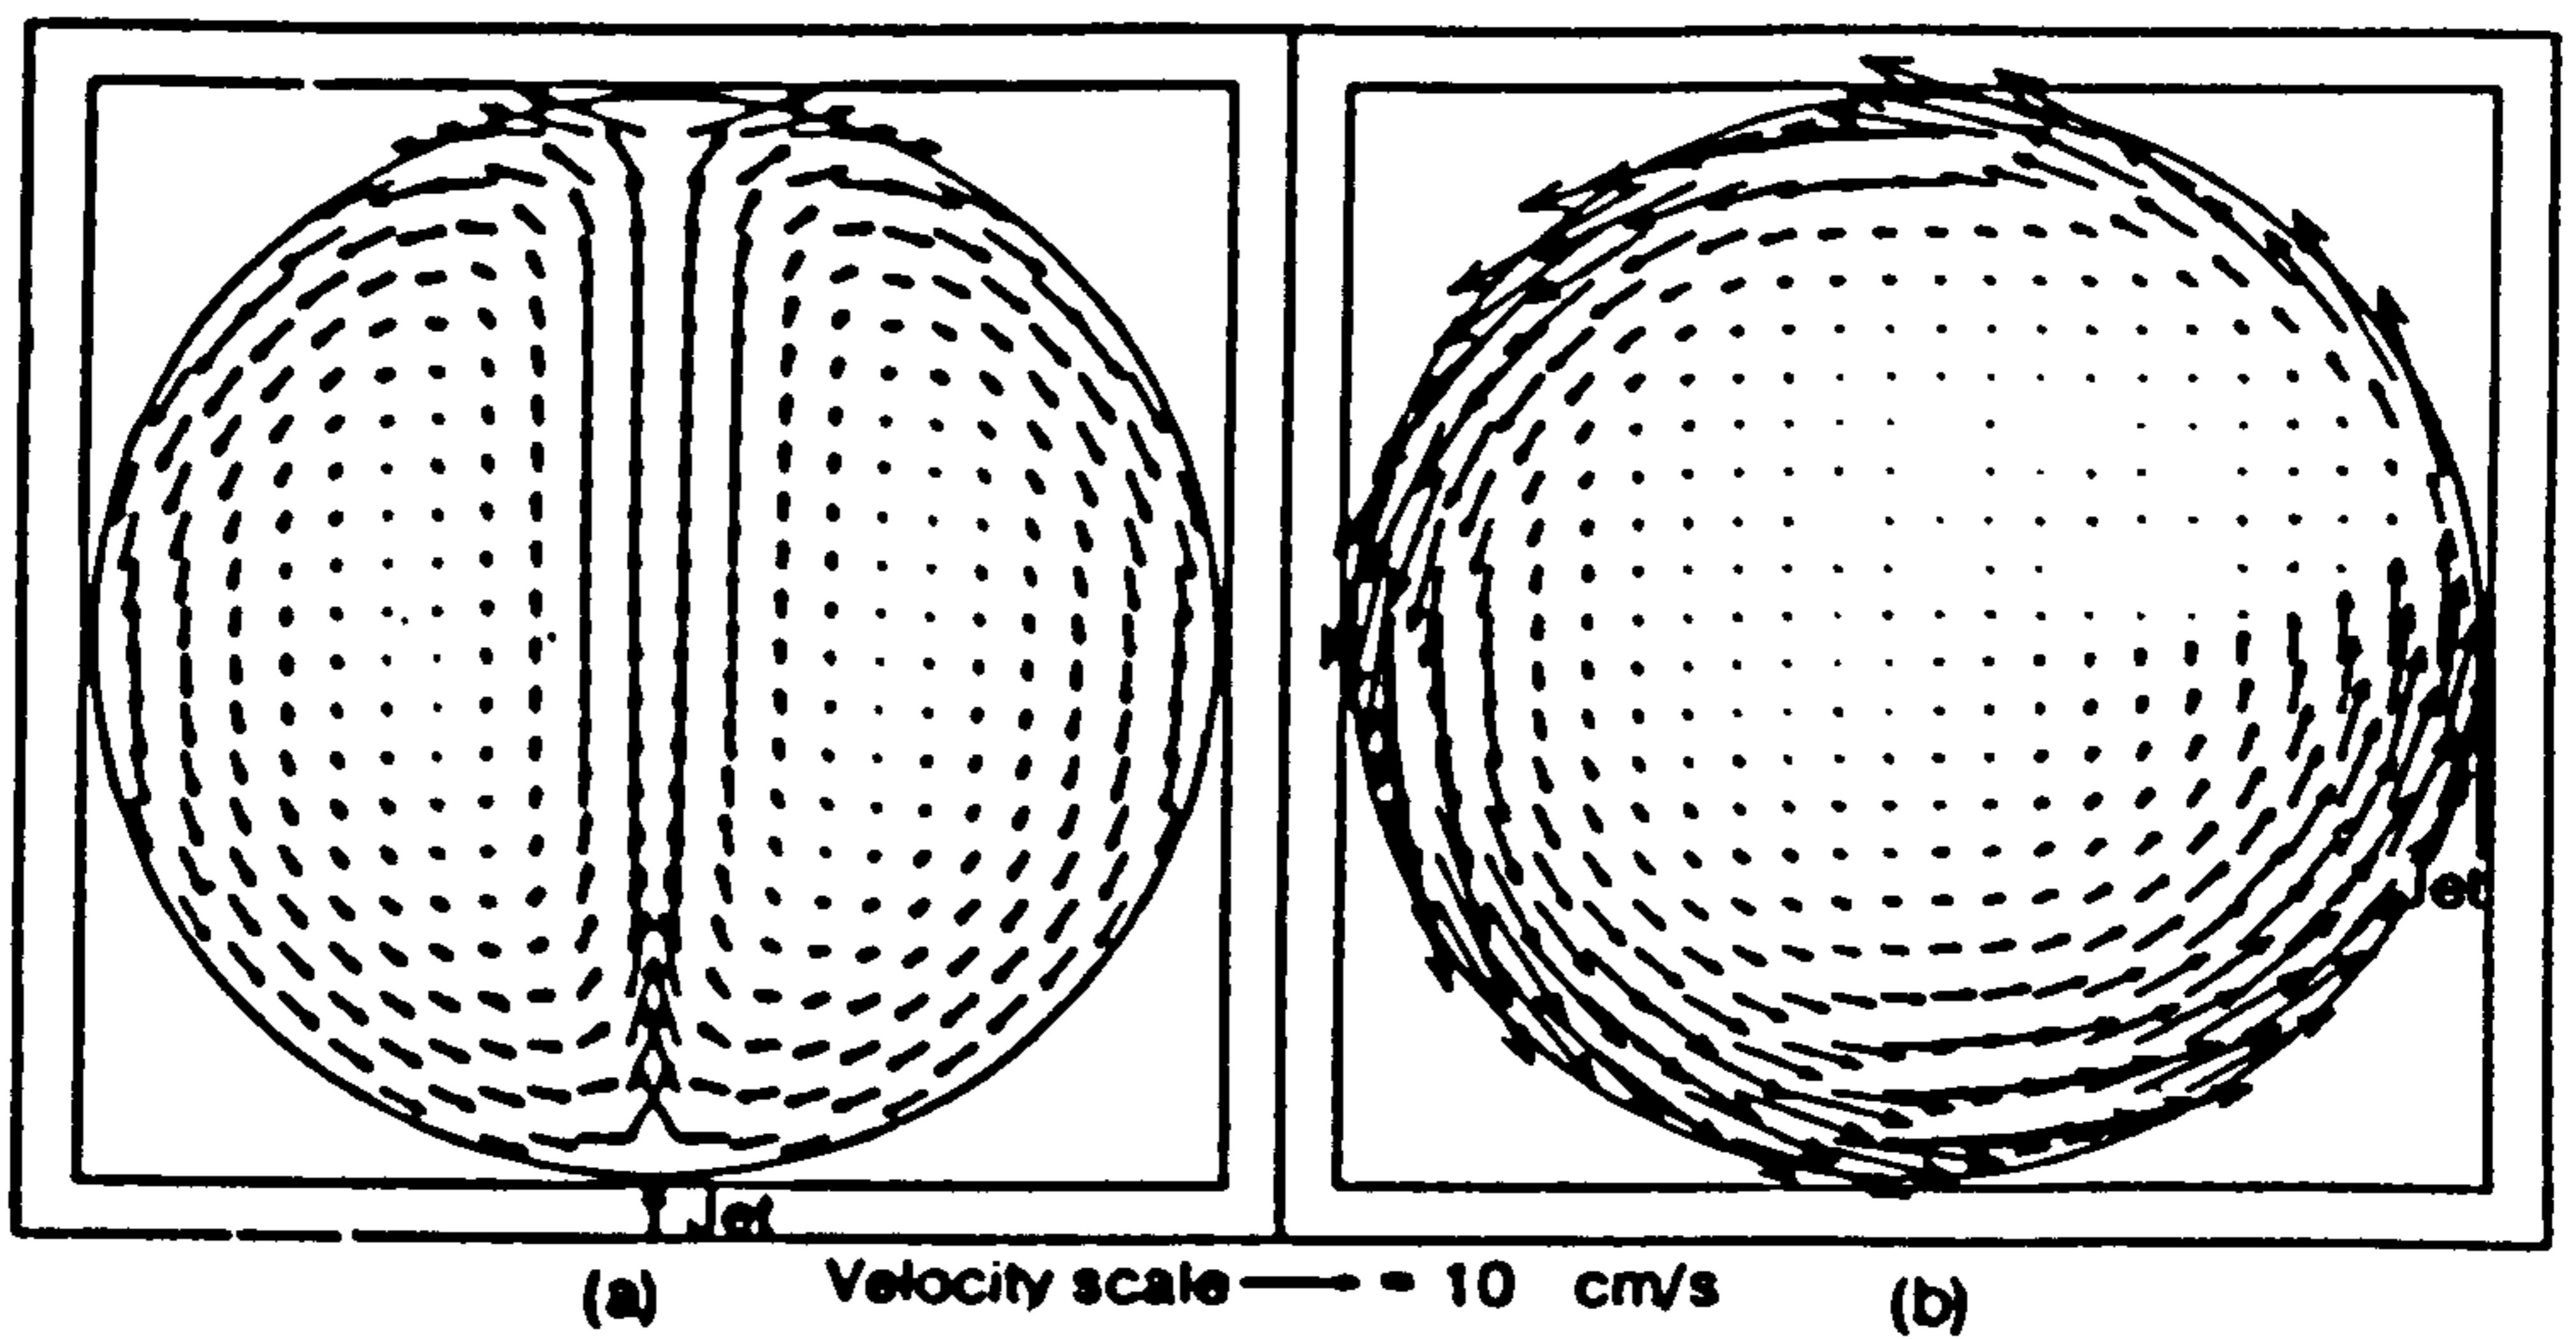 Jet
Jet
(a) Velocity scale → = 10 cm/s (b)